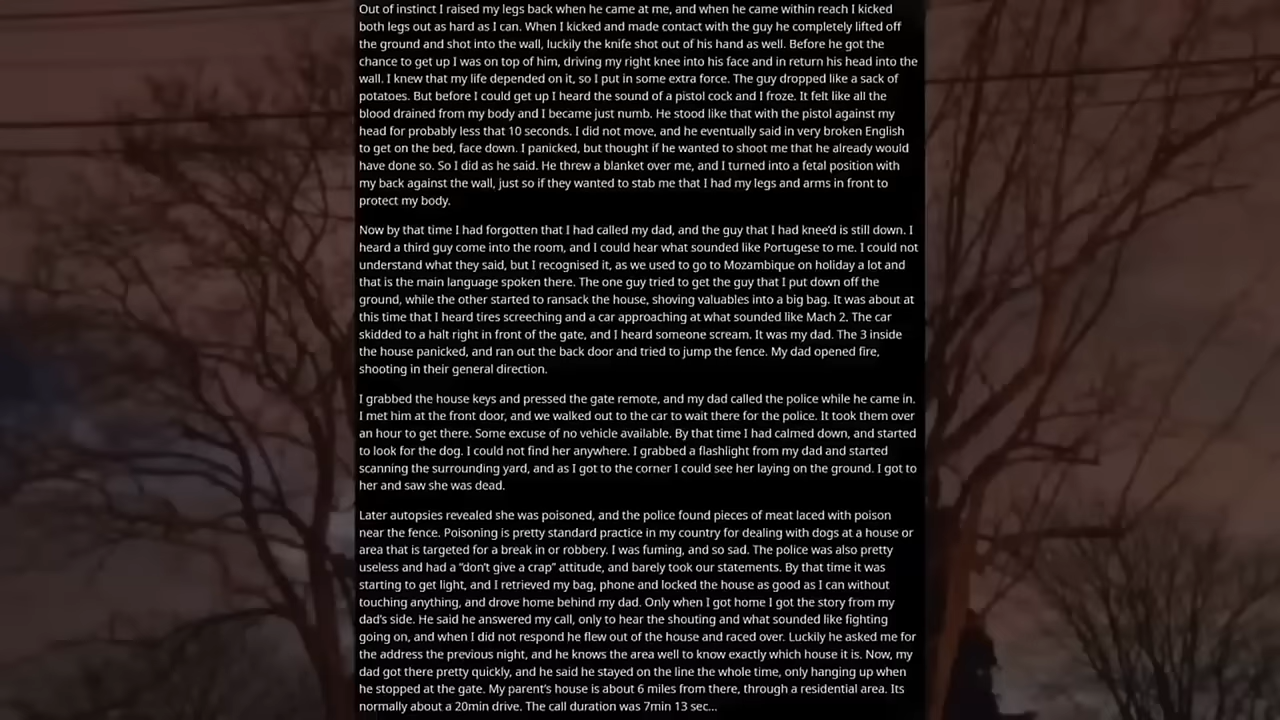 Out of instinct I raised my legs back when he came at me, and when he came within reach I kicked
both legs out as hard as I can. When I kicked and made contact with the guy he completely lifted off
the ground and shot into the wall, luckily the knife shot out of his hand as well. Before he got the
chance to get up I was on top of him, driving my right knee into his face and in return his head into the
wall. I knew that my life depended on it, so I put in some extra force. The guy dropped like a sack of
potatoes. But before I could get up I heard the sound of a pistol cock and I froze. It felt like all the
blood drained from my body and I became just numb. He stood like that with the pistol against my
head for probably less that 10 seconds. I did not move, and he eventually said in very broken English
to get on the bed, face down. I panicked, but thought if he wanted to shoot me that he already would
have done so. So I did as he said. He threw a blanket over me, and I turned into a fetal position with
my back against the wall, just so if they wanted to stab me that I had my legs and arms in front to
protect my body.
Now by that time I had forgotten that I had called my dad, and the guy that I had knee'd is still down. I
heard a third guy come into the room, and I could hear what sounded like Portugese to me. I could not
understand what they said, but I recognised it, as we used to go to Mozambique on holiday a lot and
that is the main language spoken there. The one guy tried to get the guy that I put down off the
ground, while the other started to ransack the house, shoving valuables into a big bag. It was about at
this time that I heard tires screeching and a car approaching at what sounded like Mach 2. The car
skidded to a halt right in front of the gate, and I heard someone scream. It was my dad. The 3 inside
the house panicked, and ran out the back door and tried to jump the fence. My dad opened fire,
shooting in their general direction.
I grabbed the house keys and pressed the gate remote, and my dad called the police while he came in.
I met him at the front door, and we walked out to the car to wait there for the police. It took them over
an hour to get there. Some excuse of no vehicle available. By that time I had calmed down, and started
to look for the dog. I could not find her anywhere. I grabbed a flashlight from my dad and started
scanning the surrounding yard, and as I got to the corner I could see her laying on the ground. I got to
her and saw she was dead.
Later autopsies revealed she was poisoned, and the police found pieces of meat laced with poison
near the fence. Poisoning is pretty standard practice in my country for dealing with dogs at a house or
area that is targeted for a break in or robbery. I was fuming, and so sad. The police was also pretty
useless and had a "don't give a crap" attitude, and barely took our statements. By that time it was
starting to get light, and I retrieved my bag, phone and locked the house as good as I can without
touching anything, and drove home behind my dad. Only when I got home I got the story from my
dad's side. He said he answered my call, only to hear the shouting and what sounded like fighting
going on, and when I did not respond he flew out of the house and raced over. Luckily he asked me for
the address the previous night, and he knows the area well to know exactly which house it is. Now, my
dad got there pretty quickly, and he said he stayed on the line the whole time, only hanging up when
he stopped at the gate. My parent's house is about 6 miles from there, through a residential area. Its
normally about a 20min drive. The call duration was 7min 13 sec...